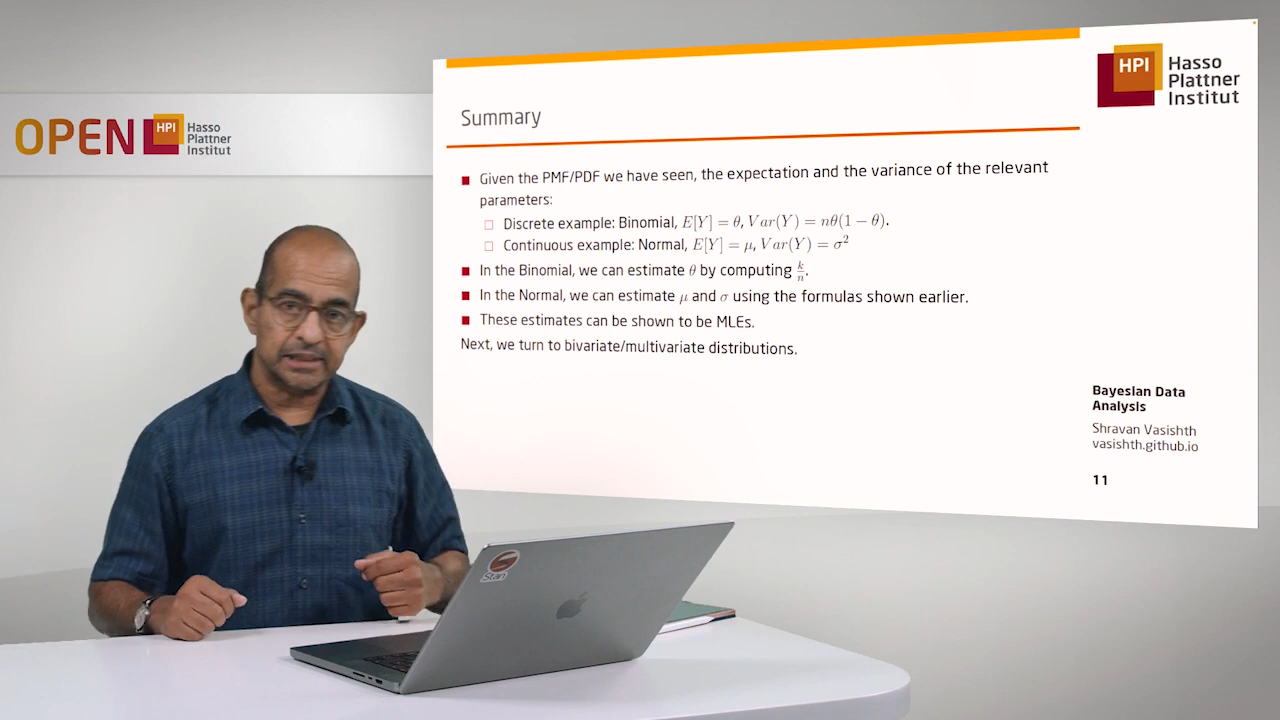 OPEN HPI Hasso
Plattner
Institut
HPI Hasso
Plattner
Institut
Summary
■ Given the PMF/PDF we have seen, the expectation and the variance of the relevant
parameters:
□ Discrete example: Binomial, E[Y] = θ, Var(Y) = nθ(1 − θ).
□ Continuous example: Normal, E[Y] = μ, Var(Y) = σ²
■ In the Binomial, we can estimate θ by computing k/n.
■ In the Normal, we can estimate μ and σ using the formulas shown earlier.
■ These estimates can be shown to be MLEs.
Next, we turn to bivariate/multivariate distributions.
Bayesian Data
Analysis
Shravan Vasishth
vasishth.github.io
11
Stan